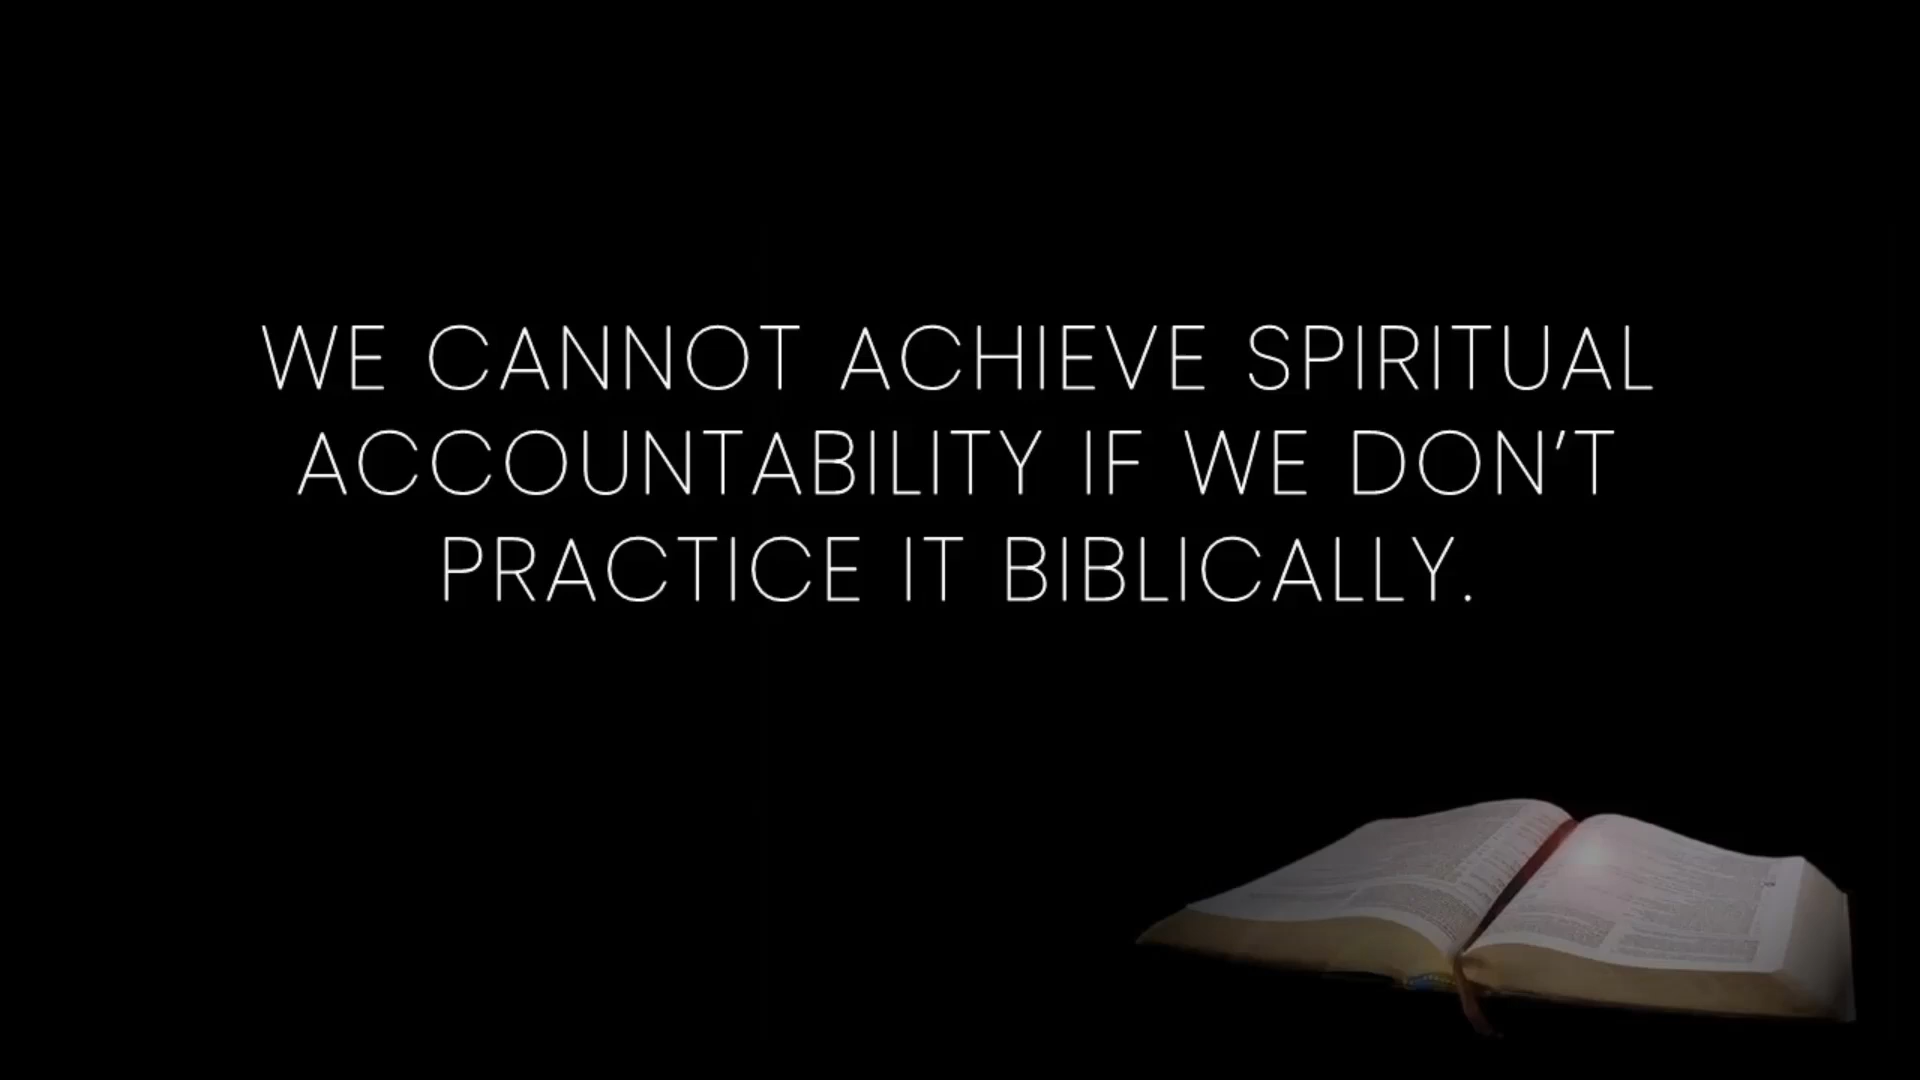 WE CANNOT ACHIEVE SPIRITUAL
ACCOUNTABILITY IF WE DON’T
PRACTICE IT BIBLICALLY.